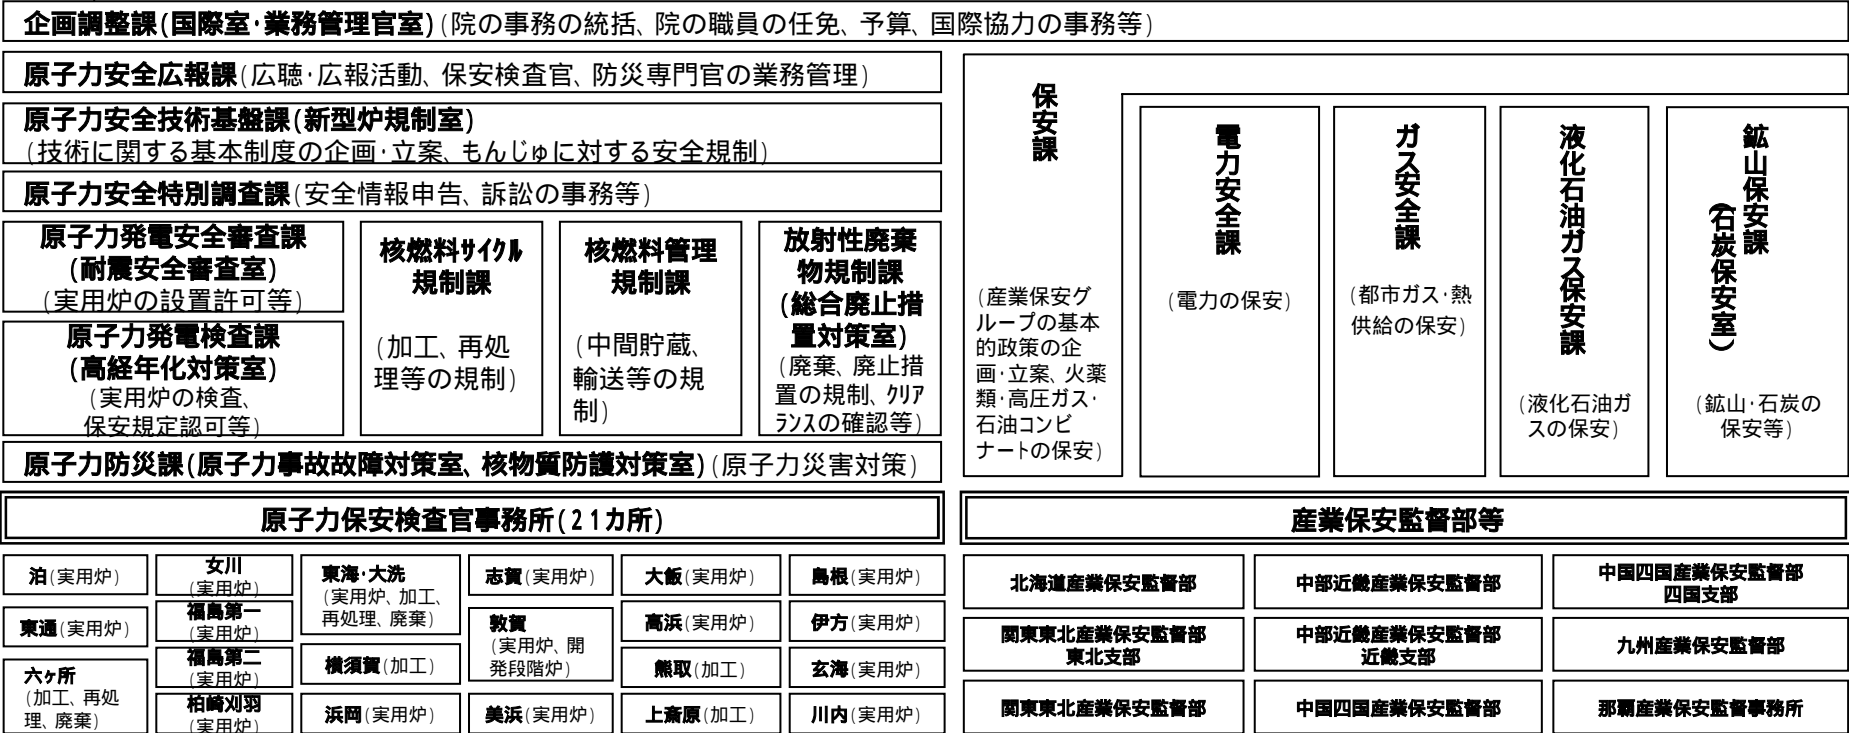 企画調整課(国際室・業務管理官室)(院の事務の統括、院の職員の任免、予算、国際協力の事務等)
原子力安全広報課(広聴・広報活動、保安検査官、防災専門官の業務管理)
原子力安全技術基盤課(新型炉規制室)
(技術に関する基本制度の企画・立案、もんじゅに対する安全規制)
原子力安全特別調査課(安全情報申告、訴訟の事務等)
原子力発電安全審査課
(耐震安全審査室)
(実用炉の設置許可等)
原子力発電検査課
(高経年化対策室)
(実用炉の検査、
保安規定認可等)
核燃料サイクル
規制課
(加工、再処
理等の規制)
核燃料管理
規制課
(中間貯蔵、
輸送等の規
制)
放射性廃棄
物規制課
(総合廃止措
置対策室)
(廃棄、廃止措
置の規制、クリア
ランスの確認等)
原子力防災課(原子力事故故障対策室、核物質防護対策室)(原子力災害対策)
保安課
(産業保安グ
ループの基本
的政策の企
画・立案、火薬
類・高圧ガス・
石油コンビ
ナートの保安)
電力安全課
(電力の保安)
ガス安全課
(都市ガス・熱
供給の保安)
液化石油ガス保安課
(液化石油ガ
スの保安)
鉱山保安課
(石炭保安室)
(鉱山・石炭の
保安等)
原子力保安検査官事務所(21カ所)
泊(実用炉)
東通(実用炉)
六ヶ所
(加工、再処
理、廃棄)
女川
(実用炉)
福島第一
(実用炉)
福島第二
(実用炉)
柏崎刈羽
(実用炉)
東海・大洗
(実用炉、加工、
再処理、廃棄)
横須賀(加工)
浜岡(実用炉)
志賀(実用炉)
敦賀
(実用炉、開
発段階炉)
美浜(実用炉)
大飯(実用炉)
高浜(実用炉)
熊取(加工)
上斎原(加工)
島根(実用炉)
伊方(実用炉)
玄海(実用炉)
川内(実用炉)
産業保安監督部等
北海道産業保安監督部
関東東北産業保安監督部
東北支部
関東東北産業保安監督部
中部近畿産業保安監督部
中部近畿産業保安監督部
近畿支部
中国四国産業保安監督部
中国四国産業保安監督部
四国支部
九州産業保安監督部
那覇産業保安監督事務所